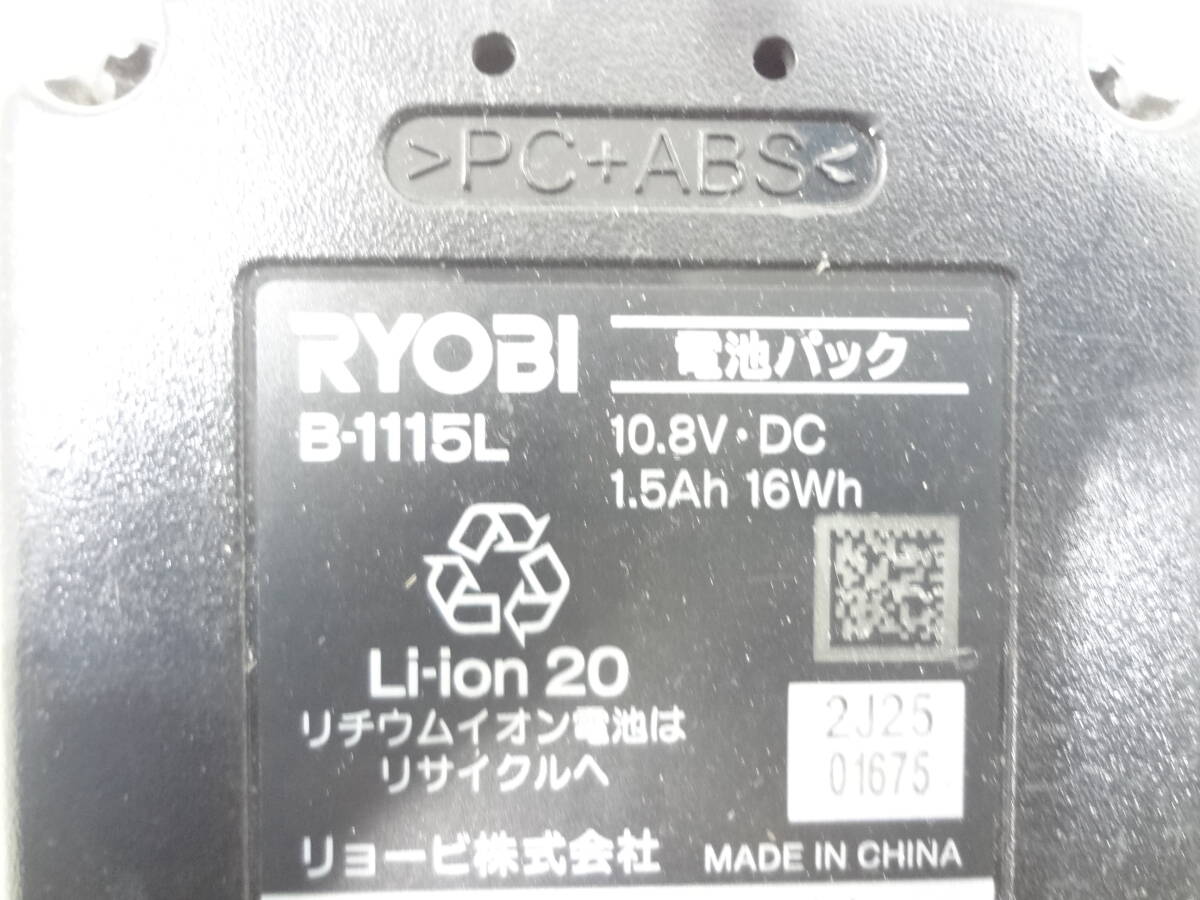 >PC+ABS<
RYOBI
電池パック
B-1115L
10.8V・DC
1.5Ah 16Wh
Li-ion 20
リチウムイオン電池は
リサイクルへ
2J25
01675
リョービ株式会社
MADE IN CHINA